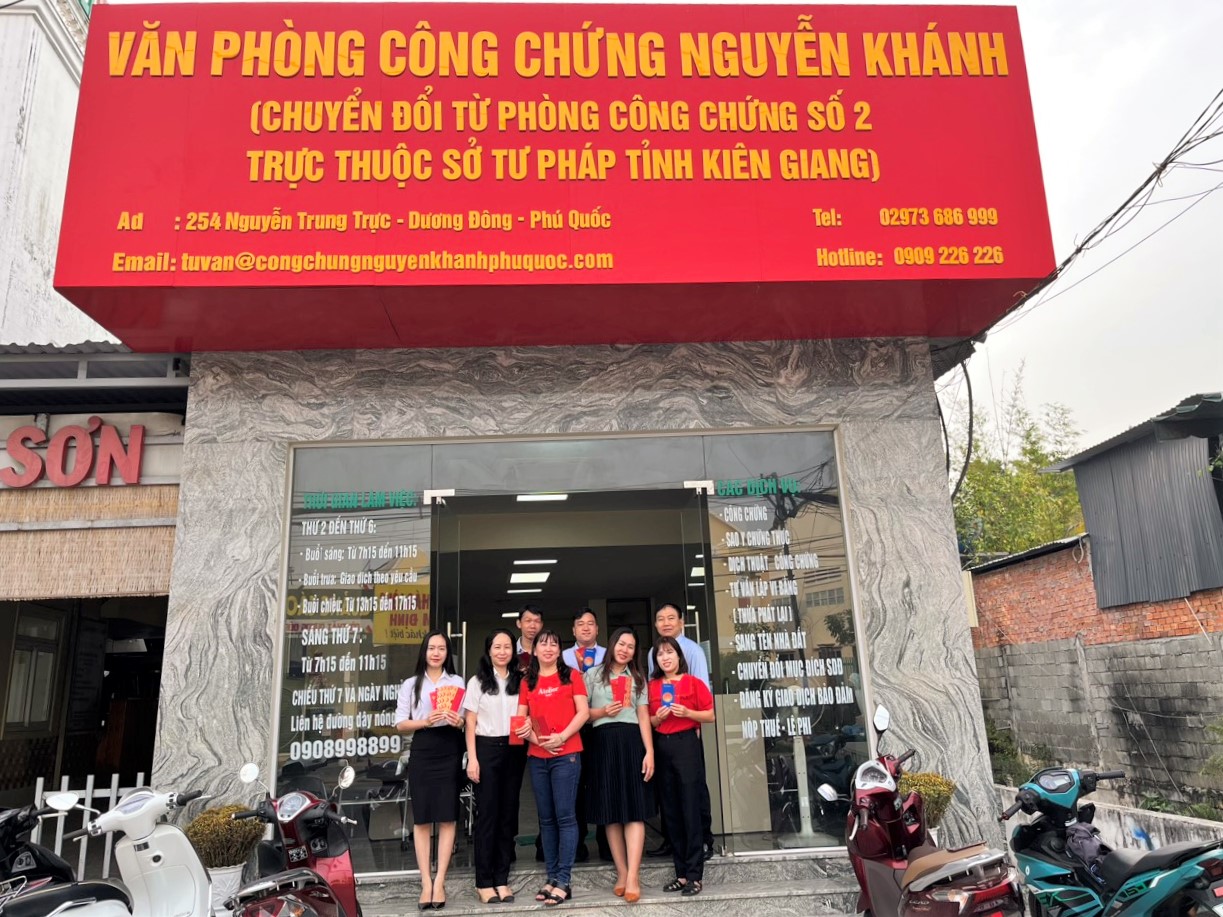 VĂN PHÒNG CÔNG CHỨNG NGUYỄN KHÁNH
(CHUYỂN ĐỔI TỪ PHÒNG CÔNG CHỨNG SỐ 2
TRỰC THUỘC SỞ TƯ PHÁP TỈNH KIÊN GIANG)
Ad : 254 Nguyễn Trung Trực - Dương Đông - Phú Quốc
Tel: 02973 686 999
Email: tuvan@congchungnguyenkhanhphuquoc.com
Hotline: 0909 226 226
SƠN
THỜI GIAN LÀM VIỆC:
THỨ 2 ĐẾN THỨ 6:
- Buổi sáng: Từ 7h15 đến 11h15
- Buổi trưa: Giao dịch theo yêu cầu
- Buổi chiều: Từ 13h15 đến 17h15
SÁNG THỨ 7 :
Từ 7h15 đến 11h15
CHIỀU THỨ 7 VÀ NGÀY NGHỈ
Liên hệ đường dây nóng
0908998899
CÁC DỊCH VỤ:
- CÔNG CHỨNG
- SAO Y CHỨNG THỰC
- DỊCH THUẬT - CÔNG CHỨNG
- TƯ VẤN LẬP VI BẰNG
( THỪA PHÁT LẠI )
- SANG TÊN NHÀ ĐẤT
- CHUYỂN ĐỔI MỤC ĐÍCH SDĐ
- ĐĂNG KÝ GIAO DỊCH BẢO ĐẢM
NỘP THUẾ - LỆ PHÍ